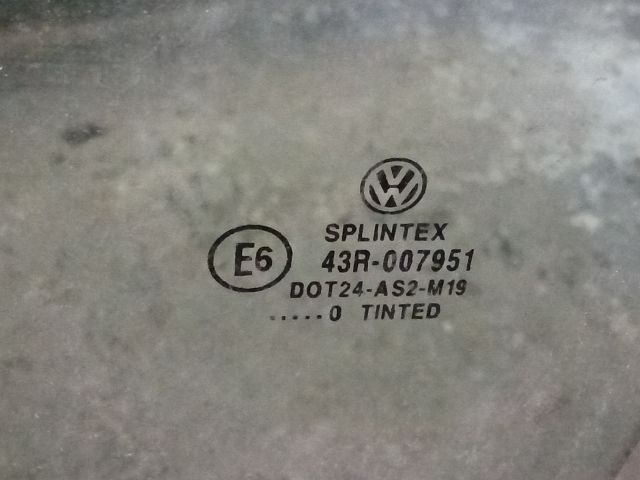 SPLINTEX
E6 43R-007951
DOT24-AS2-M19
.....0 TINTED